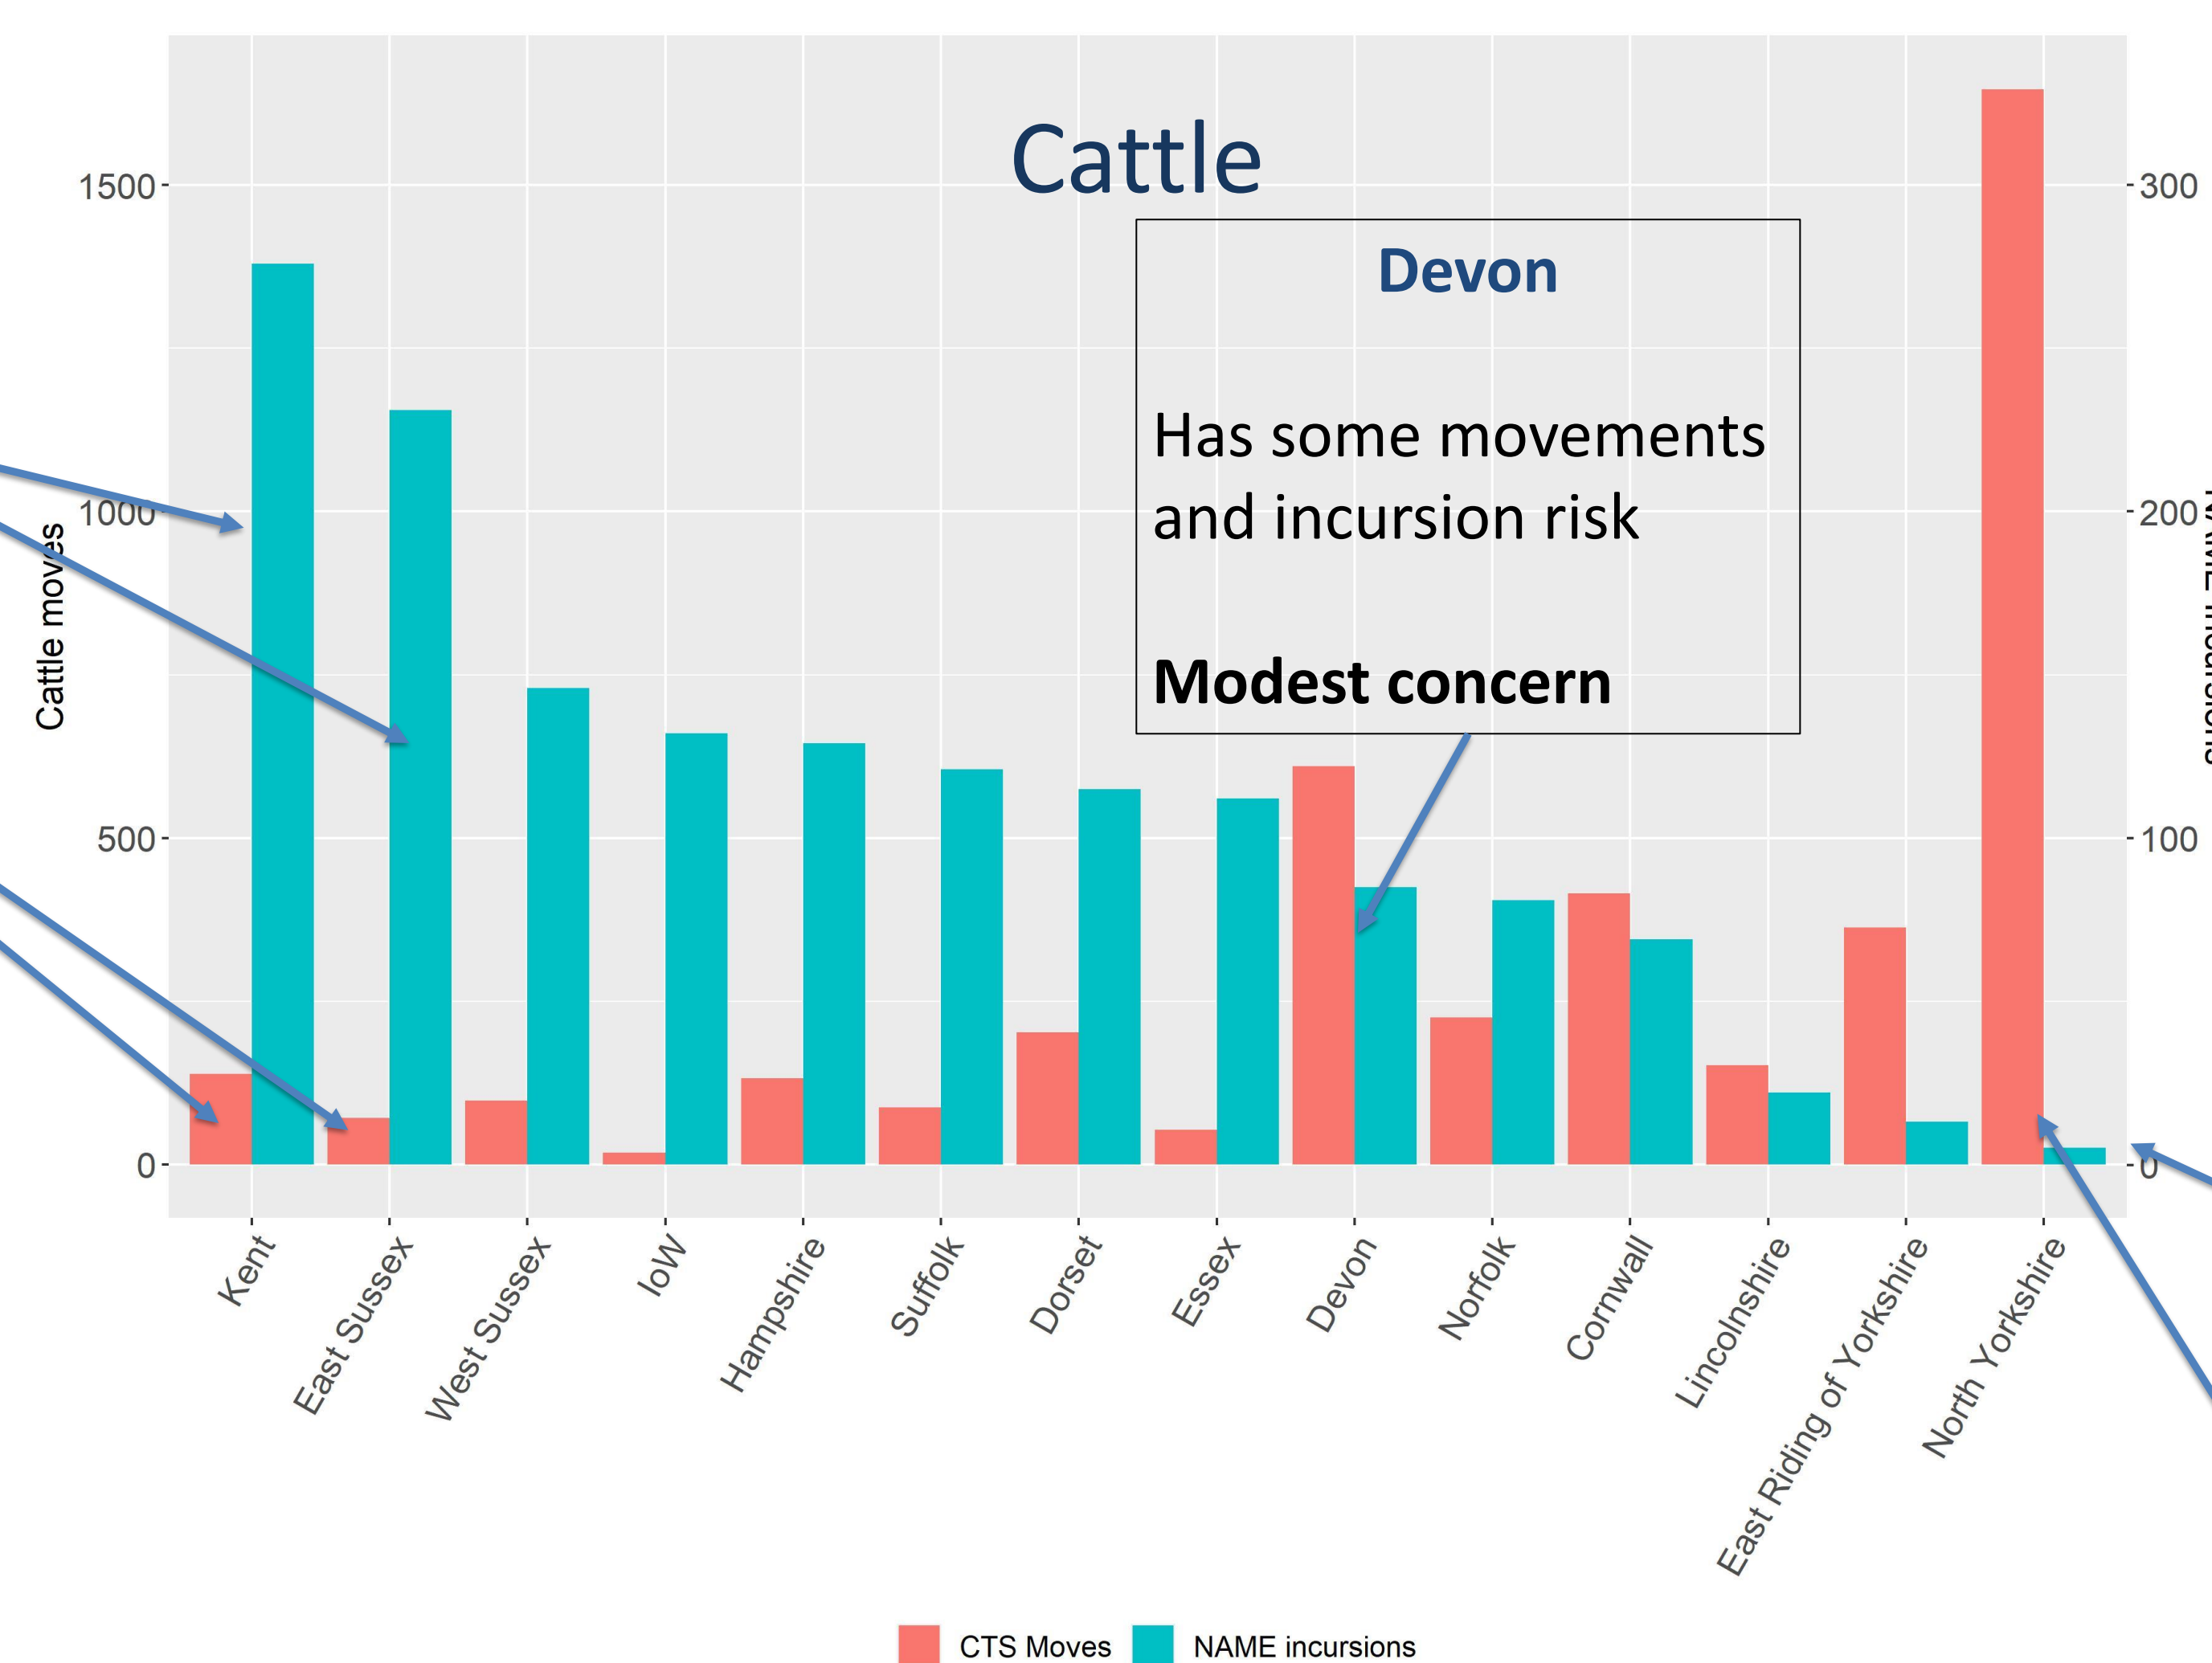 Cattle
Devon
Has some movements
and incursion risk
Modest concern
Cattle moves
1500
1000
500
0
300
200
100
0
NAME incursions
Kent
East Sussex
West Sussex
IoW
Hampshire
Suffolk
Dorset
Essex
Devon
Norfolk
Cornwall
Lincolnshire
East Riding of Yorkshire
North Yorkshire
CTS Moves
NAME incursions